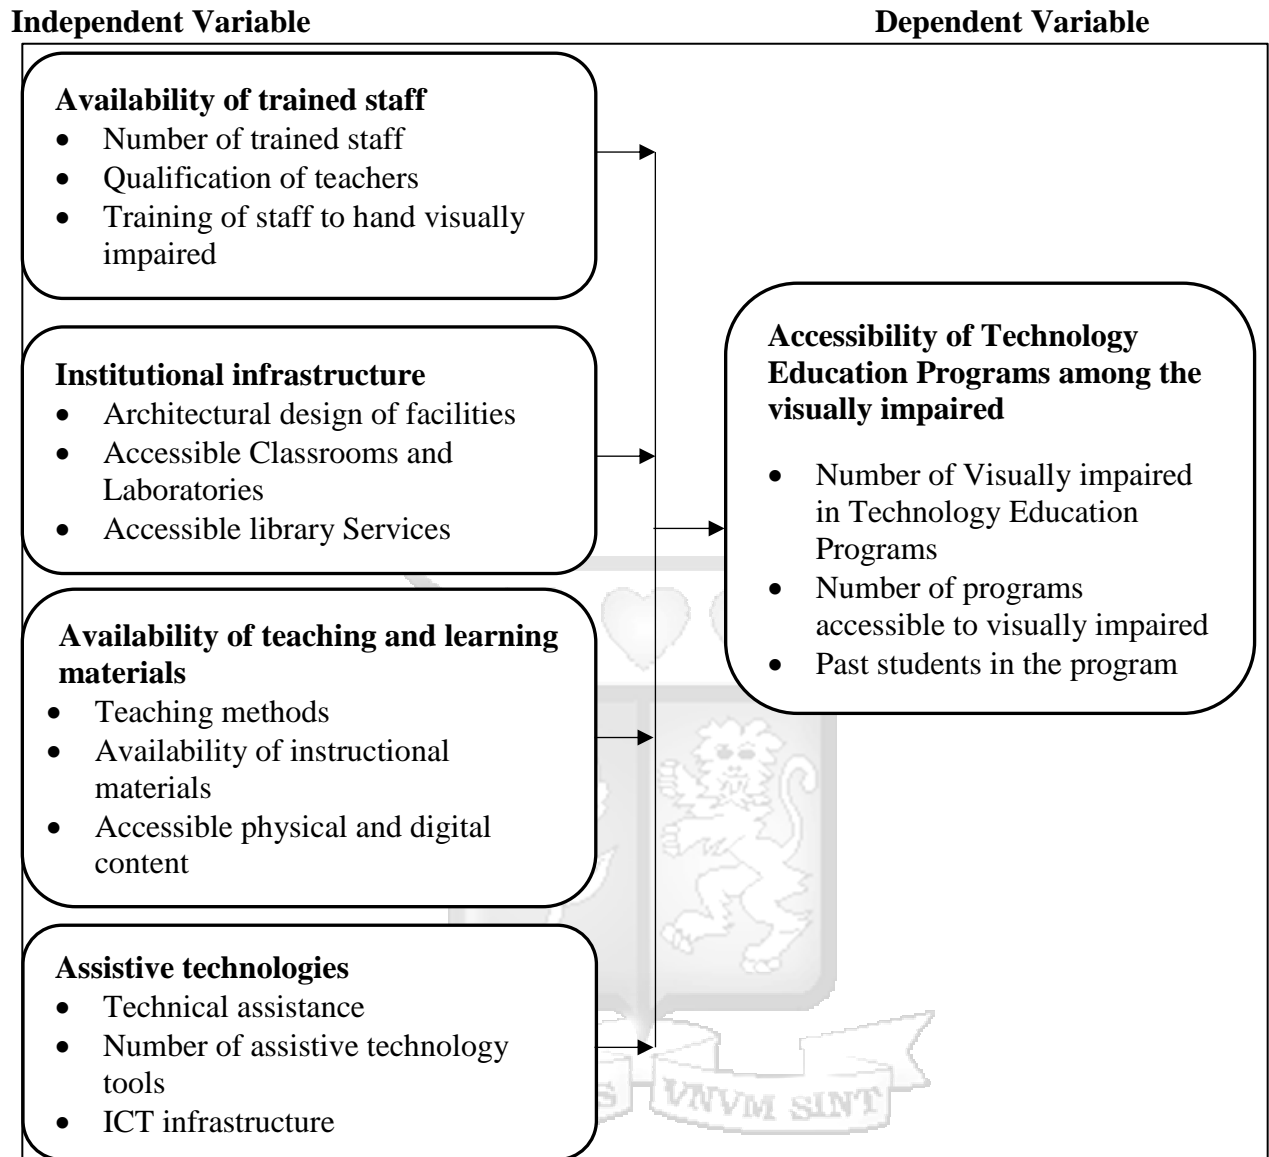 Independent Variable
Dependent Variable
Availability of trained staff
• Number of trained staff
• Qualification of teachers
• Training of staff to hand visually
impaired
Institutional infrastructure
• Architectural design of facilities
• Accessible Classrooms and
Laboratories
• Accessible library Services
Availability of teaching and learning
materials
• Teaching methods
• Availability of instructional
materials
• Accessible physical and digital
content
Assistive technologies
• Technical assistance
• Number of assistive technology
tools
• ICT infrastructure
Accessibility of Technology
Education Programs among the
visually impaired
• Number of Visually impaired
in Technology Education
Programs
• Number of programs
accessible to visually impaired
• Past students in the program
VNVM SINT